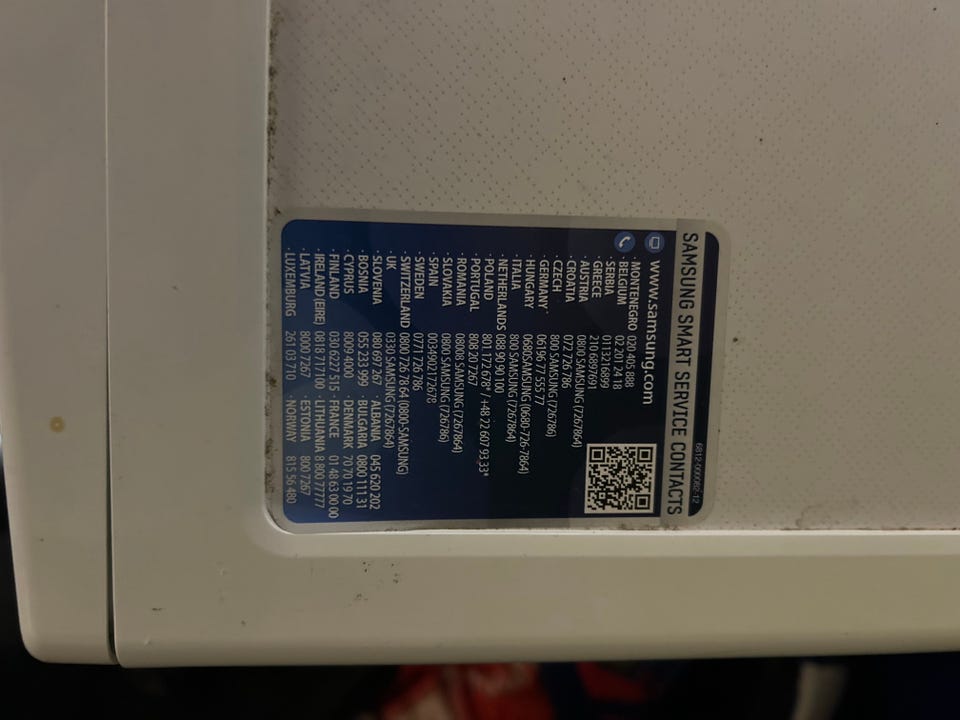 6812-000062-12
SAMSUNG SMART SERVICE CONTACTS
www.samsung.com
· MONTENEGRO 020 405 888
· BELGIUM 02 201 24 18
· SERBIA 0113216899
· GREECE 210 6897691
· AUSTRIA 0800 SAMSUNG (7267864)
· CROATIA 072 726 786
· CZECH 800 SAMSUNG (726786)
· GERMANY 06196 77 555 77
· HUNGARY 0680SAMSUNG (0680-726-7864)
· ITALIA 800 SAMSUNG (7267864)
· NETHERLANDS 088 90 90 100
· POLAND 801 172 678* / +48 22 607 93 33*
· PORTUGAL 808 20 7267
· ROMANIA 0808 SAMSUNG (7267864)
· SLOVAKIA 0800 SAMSUNG (726786)
· SPAIN 0034902172678
· SWEDEN 0771 726 786
· SWITZERLAND 0800 726 78 64 (0800-SAMSUNG)
· UK 0330 SAMSUNG (7267864)
· SLOVENIA 080 697 267 · ALBANIA 045 620 202
· BOSNIA 055 233 999 · BULGARIA 0800 111 31
· CYPRUS 8009 4000 · DENMARK 70 70 19 70
· FINLAND 030 6227 515 · FRANCE 01 48 63 00 00
· IRELAND (EIRE) 0818 717100 · LITHUANIA 8 800 77777
· LATVIA 8000 7267 · ESTONIA 800 7267
· LUXEMBURG 261 03 710 · NORWAY 815 56 480